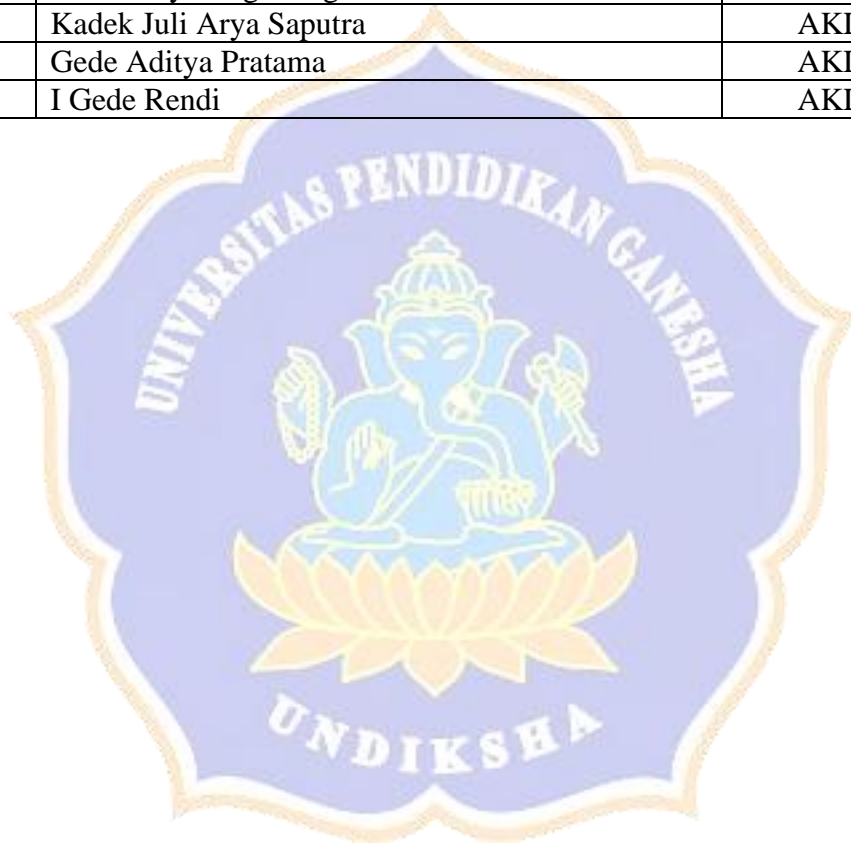 Kadek Juli Arya Saputra
Gede Aditya Pratama
I Gede Rendi
UNIVERSITAS PENDIDIKAN GANESHA
UNDIKSHA